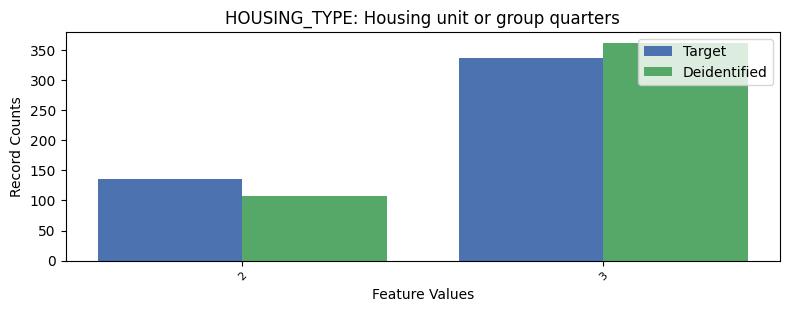 HOUSING_TYPE: Housing unit or group quarters
Record Counts
350
300
250
200
150
100
50
0
Target
Deidentified
2
3
Feature Values